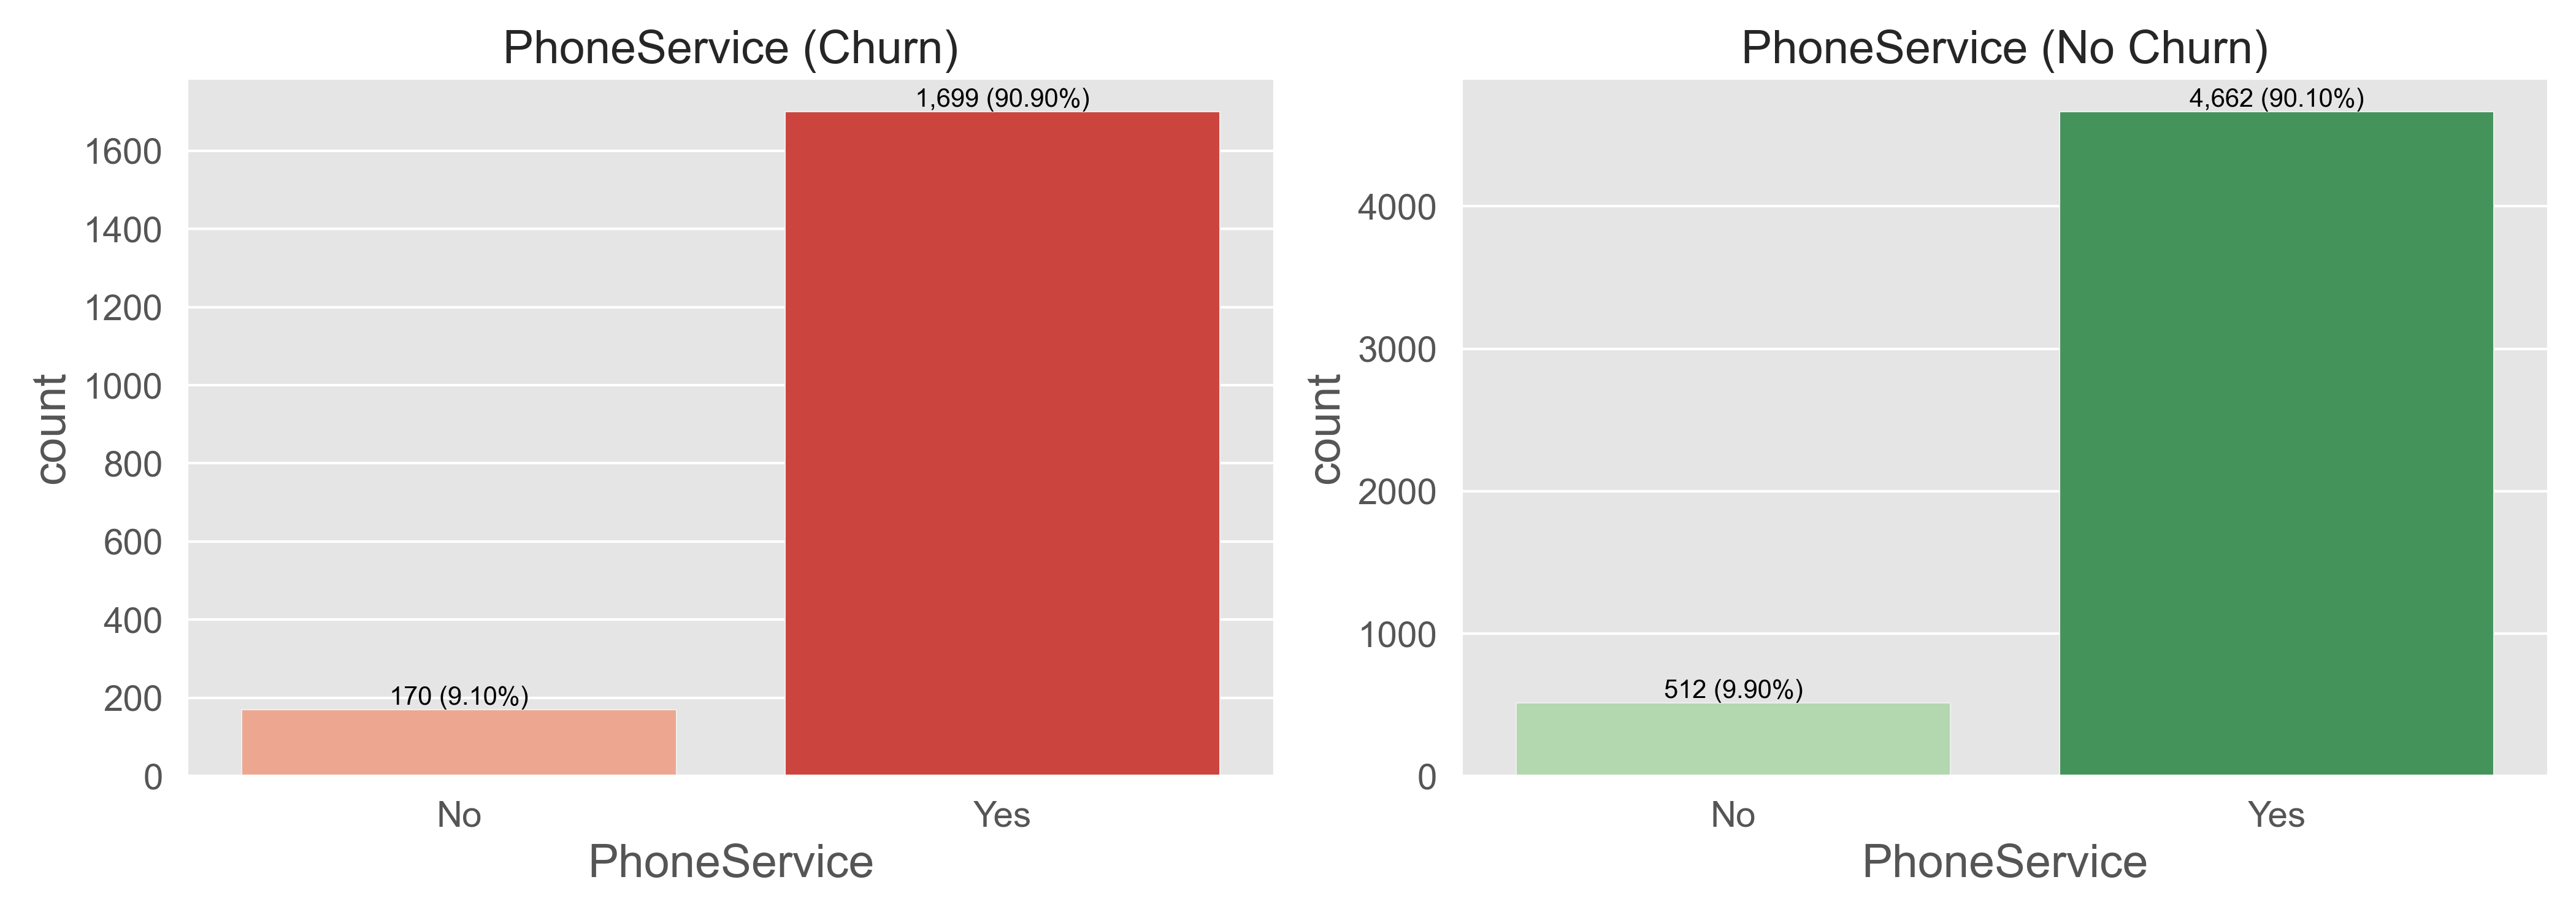 PhoneService (Churn)
1,699 (90.90%)
1600
1400
1200
1000
800
600
400
200
0
count
170 (9.10%)
No
Yes
PhoneService
PhoneService (No Churn)
4,662 (90.10%)
4000
3000
2000
1000
0
count
512 (9.90%)
No
Yes
PhoneService